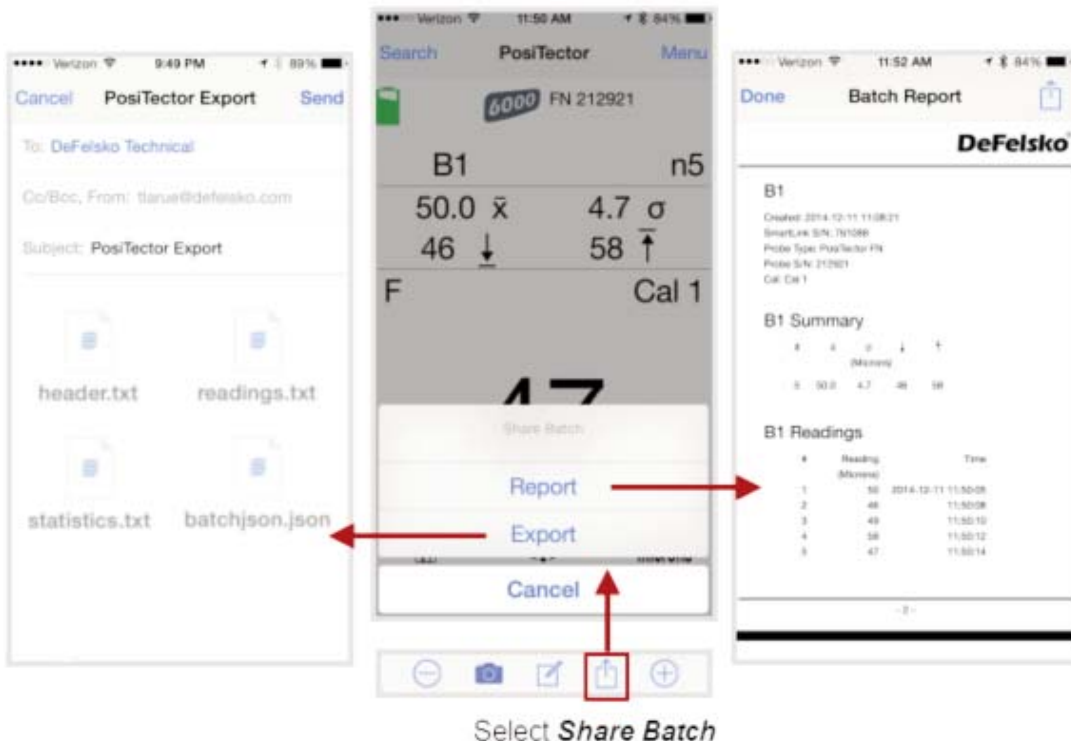 Verizon 9:49 PM 89%
Cancel PosiTector Export Send
To: DeFelsko Technical
Cc/Bcc, From: tlarue@defelsko.com
Subject: PosiTector Export
header.txt readings.txt
statistics.txt batchjson.json
Verizon 11:50 AM 84%
Search PosiTector Menu
6000 FN 212921
B1 n5
50.0 x̄ 4.7 σ
46 ↓ 58 ↑
F Cal 1
47
Share Batch
Report
Export
Cancel
Select Share Batch
Verizon 11:52 AM 84%
Done Batch Report
DeFelsko
B1
Created: 2014-12-11 11:08:21
SmartLink S/N: 761088
Probe Type: PosiTector FN
Probe S/N: 212921
Cal: Cal 1
B1 Summary
# x̄ σ ↓ ↑
(Microns)
5 50.0 4.7 46 58
B1 Readings
# Reading Time
(Microns)
1 50 2014-12-11 11:50:05
2 46 11:50:08
3 49 11:50:10
4 58 11:50:12
5 47 11:50:14
- 2 -